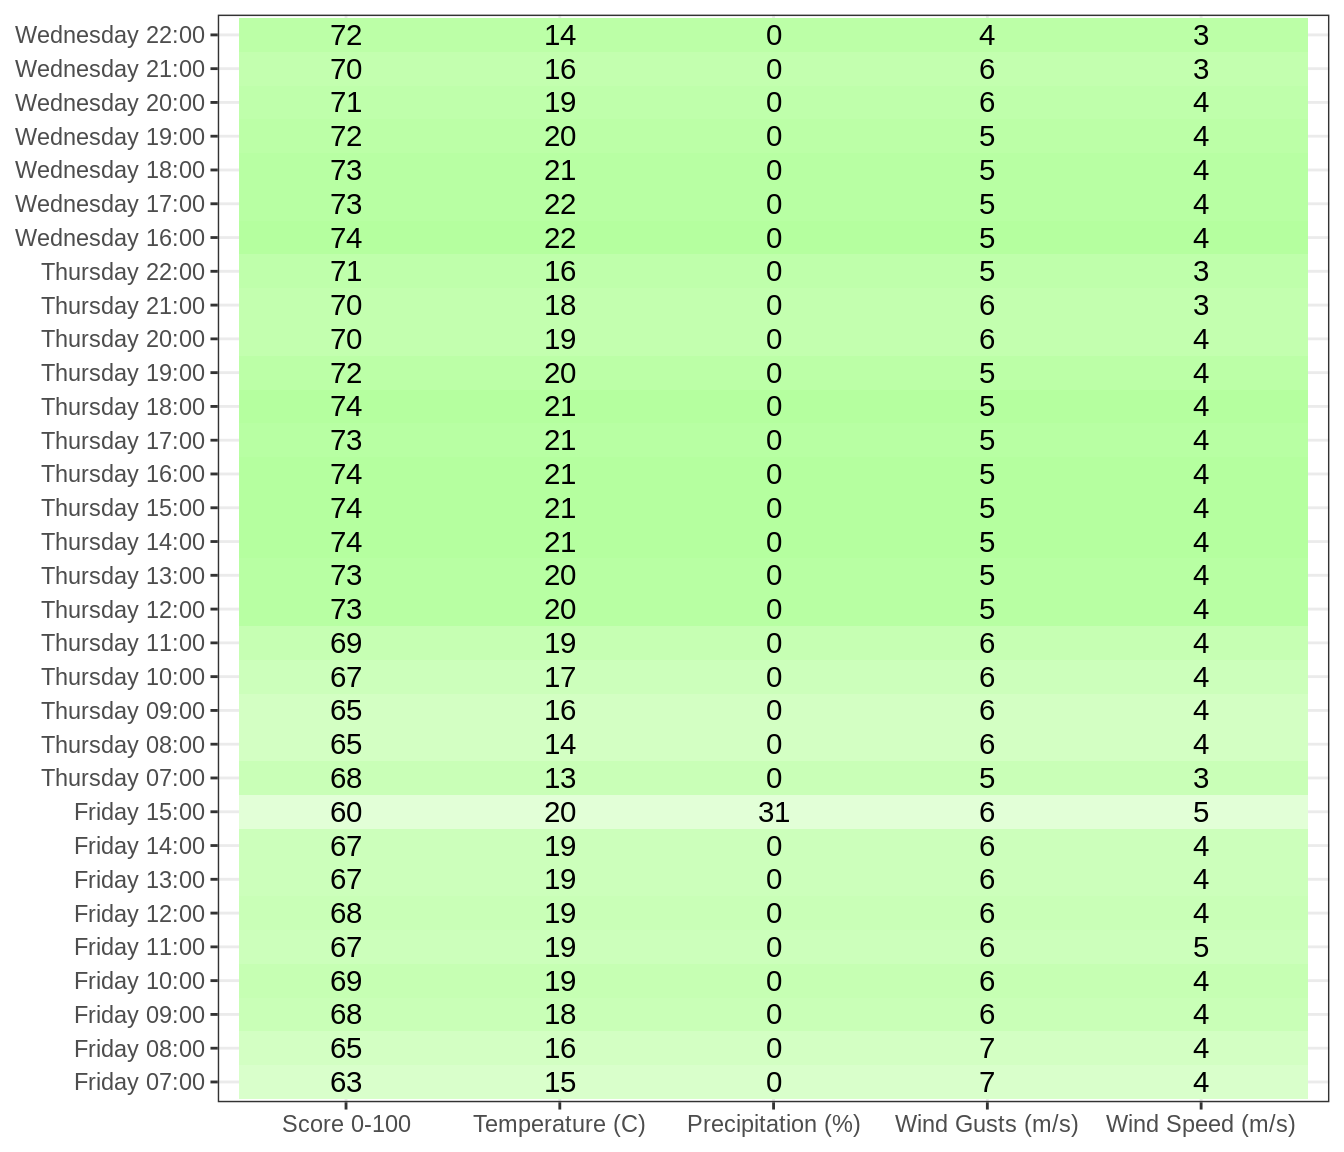 Wednesday 22:00 72 14 0 4 3
Wednesday 21:00 70 16 0 6 3
Wednesday 20:00 71 19 0 6 4
Wednesday 19:00 72 20 0 5 4
Wednesday 18:00 73 21 0 5 4
Wednesday 17:00 73 22 0 5 4
Wednesday 16:00 74 22 0 5 4
Thursday 22:00 71 16 0 5 3
Thursday 21:00 70 18 0 6 3
Thursday 20:00 70 19 0 6 4
Thursday 19:00 72 20 0 5 4
Thursday 18:00 74 21 0 5 4
Thursday 17:00 73 21 0 5 4
Thursday 16:00 74 21 0 5 4
Thursday 15:00 74 21 0 5 4
Thursday 14:00 74 21 0 5 4
Thursday 13:00 73 20 0 5 4
Thursday 12:00 73 20 0 5 4
Thursday 11:00 69 19 0 6 4
Thursday 10:00 67 17 0 6 4
Thursday 09:00 65 16 0 6 4
Thursday 08:00 65 14 0 6 4
Thursday 07:00 68 13 0 5 3
Friday 15:00 60 20 31 6 5
Friday 14:00 67 19 0 6 4
Friday 13:00 67 19 0 6 4
Friday 12:00 68 19 0 6 4
Friday 11:00 67 19 0 6 5
Friday 10:00 69 19 0 6 4
Friday 09:00 68 18 0 6 4
Friday 08:00 65 16 0 7 4
Friday 07:00 63 15 0 7 4
Score 0-100 Temperature (C) Precipitation (%) Wind Gusts (m/s) Wind Speed (m/s)